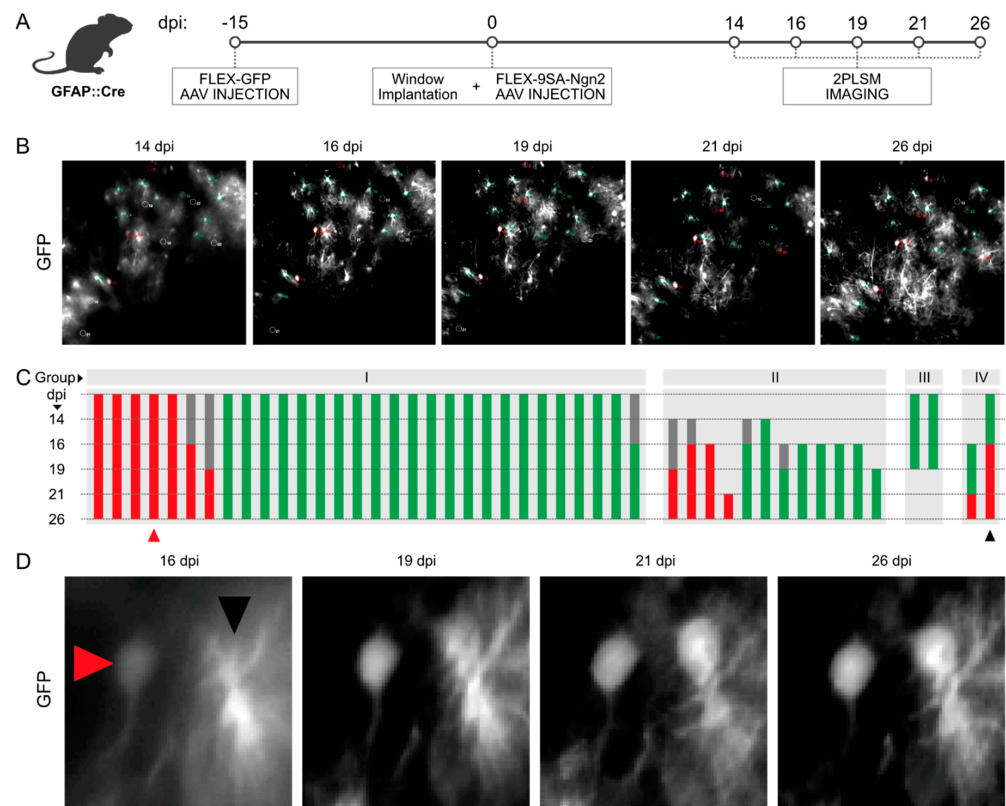 A
dpi:
-15
0
14
16
19
21
26
GFAP::Cre
FLEX-GFP
AAV INJECTION
Window
Implantation
+
FLEX-9SA-Ngn2
AAV INJECTION
2PLSM
IMAGING
B
14 dpi
16 dpi
19 dpi
21 dpi
26 dpi
GFP
C
Group
I
II
III
IV
dpi
14
16
19
21
26
D
16 dpi
19 dpi
21 dpi
26 dpi
GFP